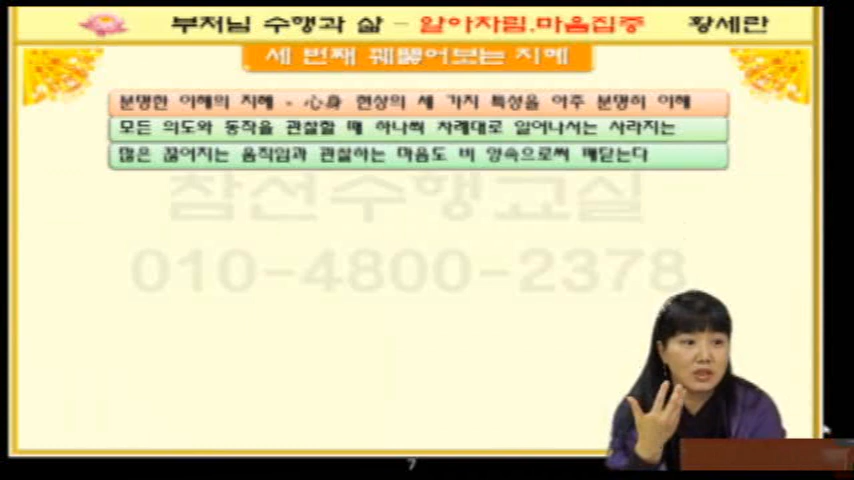 부처님 수행과 삶 - 알아차림.마음집중 황세란
세 번째 꿰뚫어보는 지혜
분명한 이해의 지혜 - 心身 현상의 세 가지 특성을 아주 분명히 이해
모든 의도와 동작을 관찰할 때 하나씩 차례대로 일어나서는 사라지는
많은 끊어지는 움직임과 관찰하는 마음도 비 영속으로써 깨닫는다
참선수행교실
010-4800-2378
7